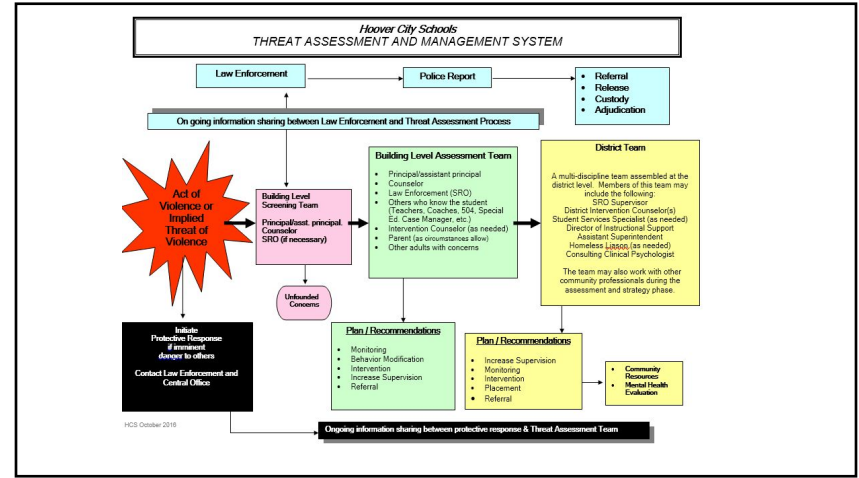 Hoover City Schools
THREAT ASSESSMENT AND MANAGEMENT SYSTEM
Law Enforcement
Police Report
• Referral
• Release
• Custody
• Adjudication
On going information sharing between Law Enforcement and Threat Assessment Process
Act of
Violence or
Implied
Threat of
Violence
Building Level
Screening Team
Principal/asst. principal.
Counselor
SRO (if necessary)
Unfounded
Concerns
Building Level Assessment Team
• Principal/assistant principal
• Counselor
• Law Enforcement (SRO)
• Others who know the student
(Teachers, Coaches, 504, Special
Ed. Case Manager, etc.)
• Intervention Counselor (as needed)
• Parent (as circumstances allow)
• Other adults with concerns
District Team
A multi-discipline team assembled at the
district level. Members of this team may
include the following:
SRO Supervisor
District Intervention Counselor(s)
Student Services Specialist (as needed)
Director of Instructional Support
Assistant Superintendent
Homeless Liason (as needed)
Consulting Clinical Psychologist
The team may also work with other
community professionals during the
assessment and strategy phase.
Initiate
Protective Response
if imminent
danger to others
Contact Law Enforcement and
Central Office
Plan / Recommendations
• Monitoring
• Behavior Modification
• Intervention
• Increase Supervision
• Referral
Plan / Recommendations
• Increase Supervision
• Monitoring
• Intervention
• Placement
• Referral
• Community
Resources
• Mental Health
Evaluation
HCS October 2016
Ongoing information sharing between protective response & Threat Assessment Team